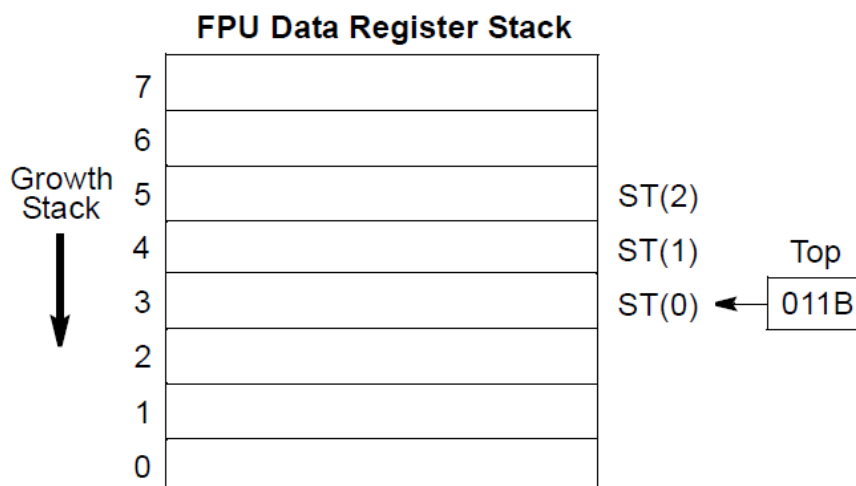 FPU Data Register Stack
7
6
Growth
Stack
5
ST(2)
4
ST(1)
Top
3
ST(0)
011B
2
1
0